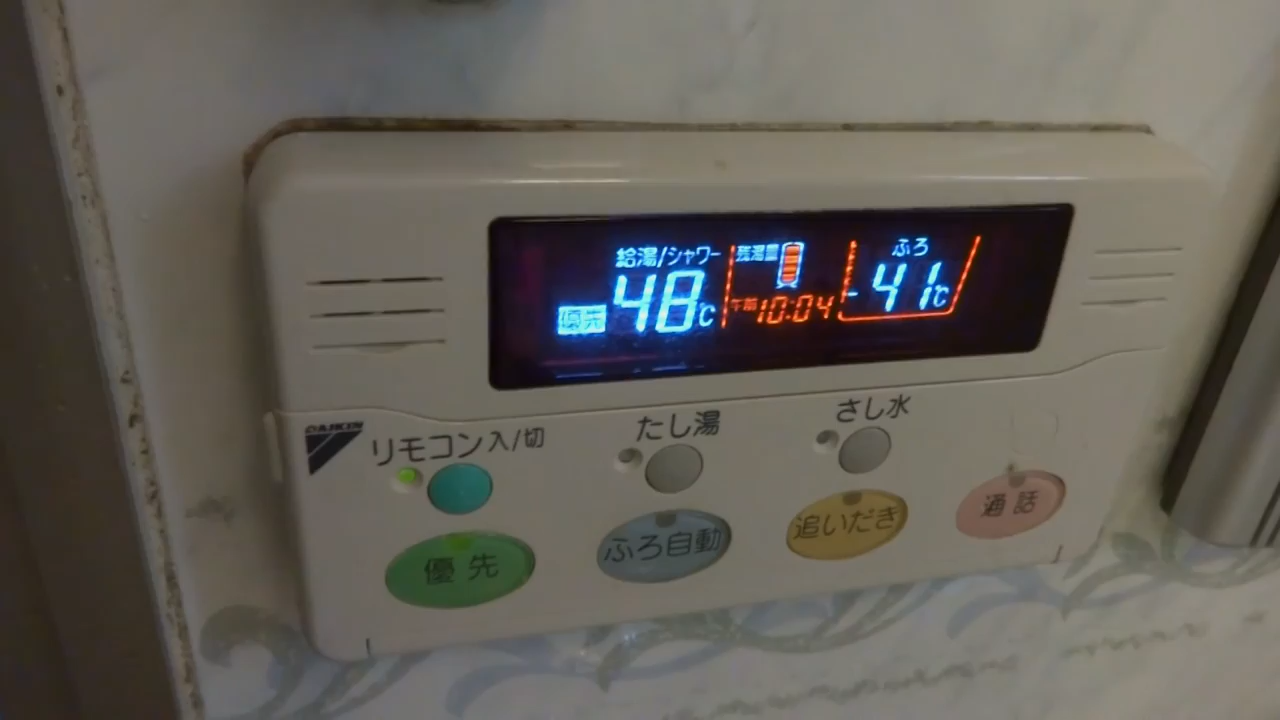 給湯/シャワー 残湯量 ふろ
優先 48℃ 午前10:04 41℃
DAIKIN
リモコン入/切 たし湯 さし水
優先 ふろ自動 追いだき 通話